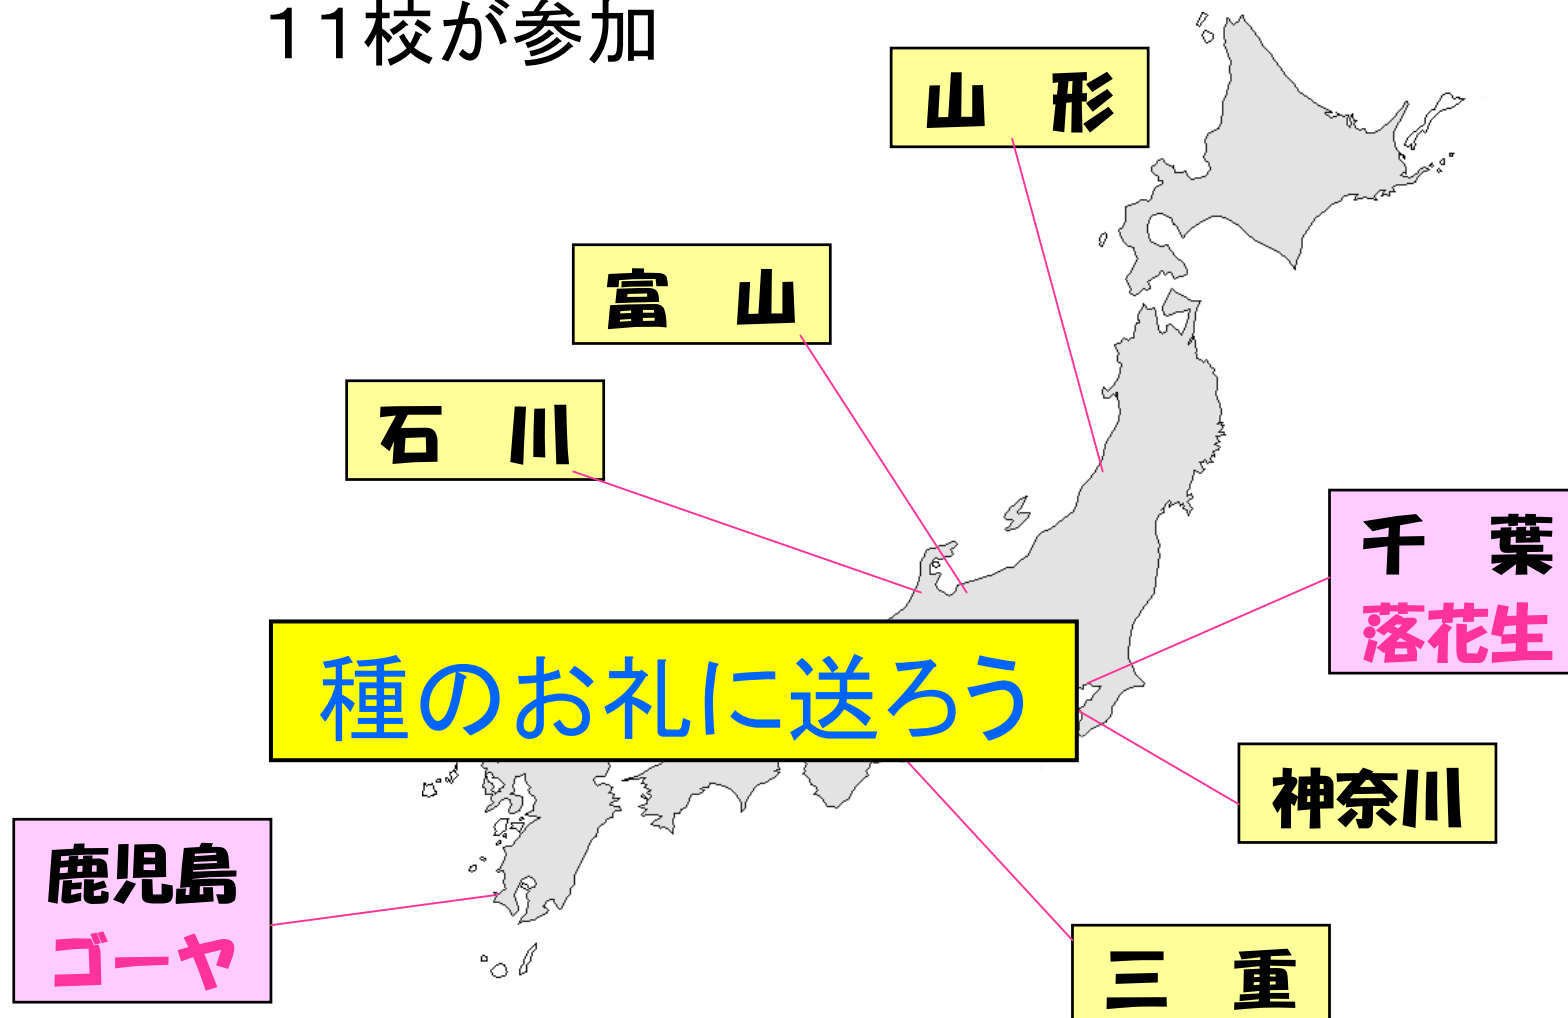 11校が参加
山　形
富　山
石　川
千　葉
落花生
種のお礼に送ろう
神奈川
鹿児島
ゴーヤ
三　重